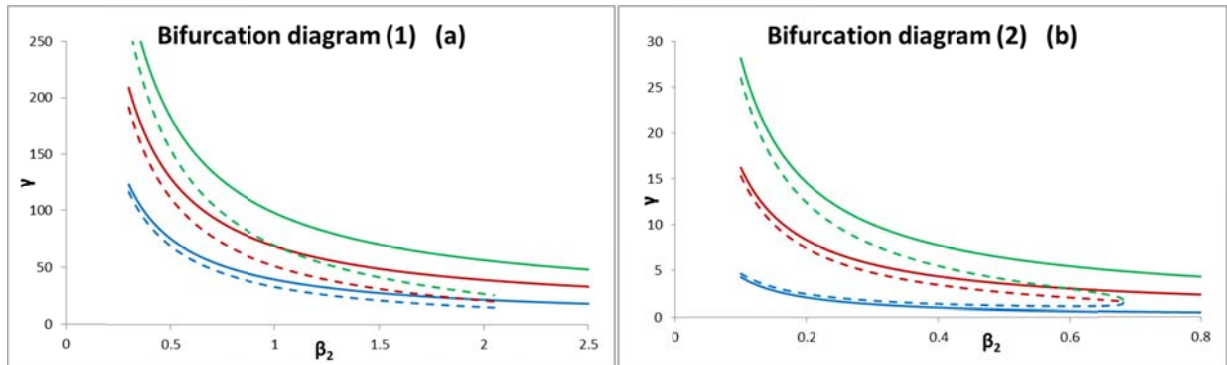 Bifurcation diagram (1) (a)
250
200
150
100
50
0
γ
0 0.5 1 1.5 2 2.5
β2
Bifurcation diagram (2) (b)
30
25
20
15
10
5
0
γ
0 0.2 0.4 0.6 0.8
β2